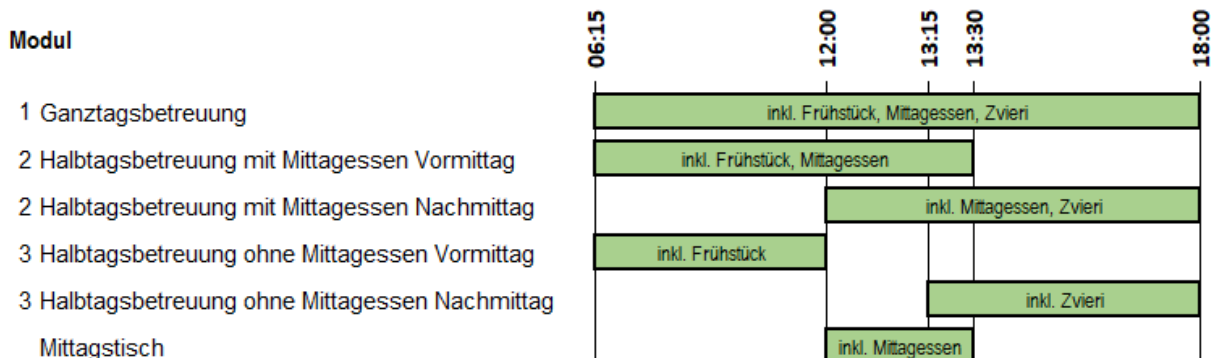 Modul 06:15 12:00 13:15 13:30 18:00
1 Ganztagsbetreuung inkl. Frühstück, Mittagessen, Zvieri
2 Halbtagsbetreuung mit Mittagessen Vormittag inkl. Frühstück, Mittagessen
2 Halbtagsbetreuung mit Mittagessen Nachmittag inkl. Mittagessen, Zvieri
3 Halbtagsbetreuung ohne Mittagessen Vormittag inkl. Frühstück
3 Halbtagsbetreuung ohne Mittagessen Nachmittag inkl. Zvieri
Mittagstisch inkl. Mittagessen